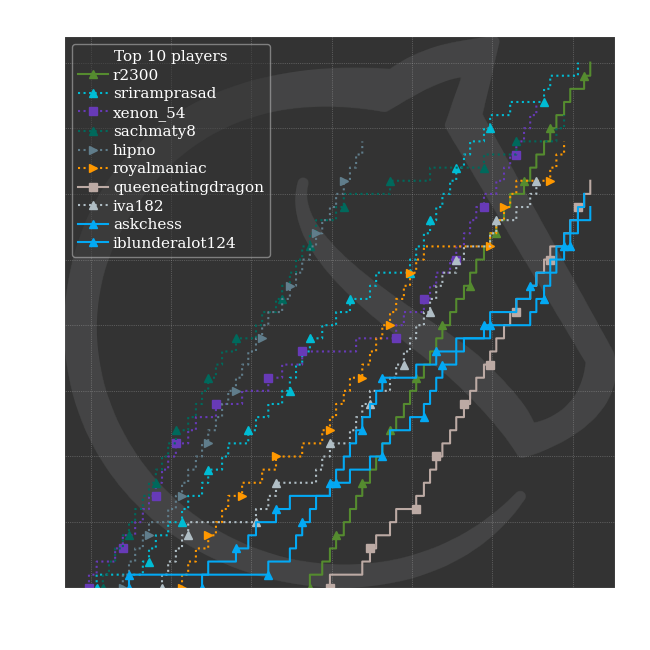 Top 10 players
r2300
sriramprasad
xenon_54
sachmaty8
hipno
royalmaniac
queeneatingdragon
iva182
askchess
iblunderalot124